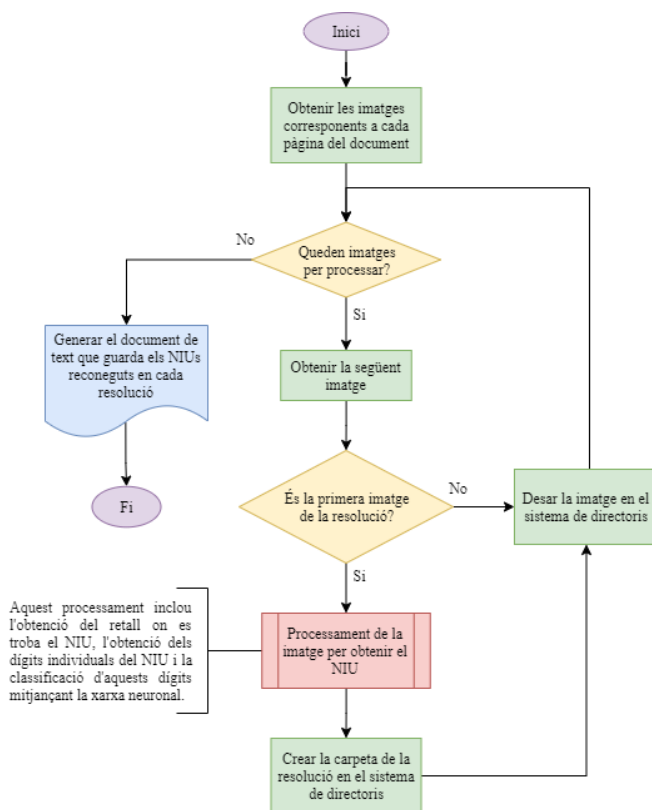 Inici
Obtenir les imatges
corresponents a cada
pàgina del document
No
Queden imatges
per processar?
Si
Generar el document de
text que guarda els NIUs
reconeguts en cada
resolució
Obtenir la següent
imatge
Fi
És la primera imatge
de la resolució?
No
Desar la imatge en el
sistema de directoris
Si
Aquest processament inclou
l'obtenció del retall on es
troba el NIU, l'obtenció dels
dígits individuals del NIU i la
classificació d'aquests dígits
mitjançant la xarxa neuronal.
Processament de la
imatge per obtenir el
NIU
Crear la carpeta de la
resolució en el sistema
de directoris